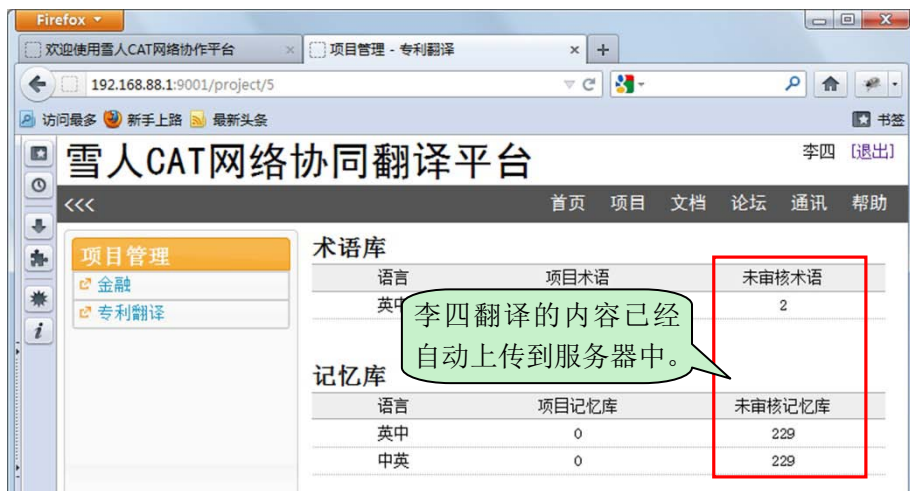 Firefox
欢迎使用雪人CAT网络协作平台 项目管理 - 专利翻译
192.168.88.1:9001/project/5
访问最多 新手上路 最新头条 书签
雪人CAT网络协同翻译平台 李四 [退出]
<<< 首页 项目 文档 论坛 通讯 帮助
项目管理
金融
专利翻译
术语库
语言 项目术语 未审核术语
英中 2
李四翻译的内容已经
自动上传到服务器中。
记忆库
语言 项目记忆库 未审核记忆库
英中 0 229
中英 0 229